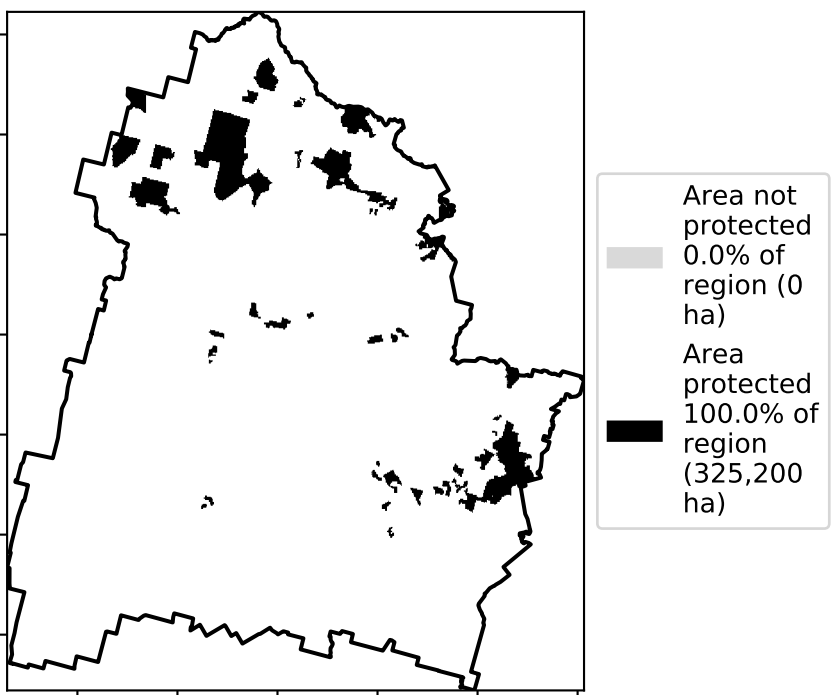 Area not
protected
0.0% of
region (0
ha)
Area
protected
100.0% of
region
(325,200
ha)